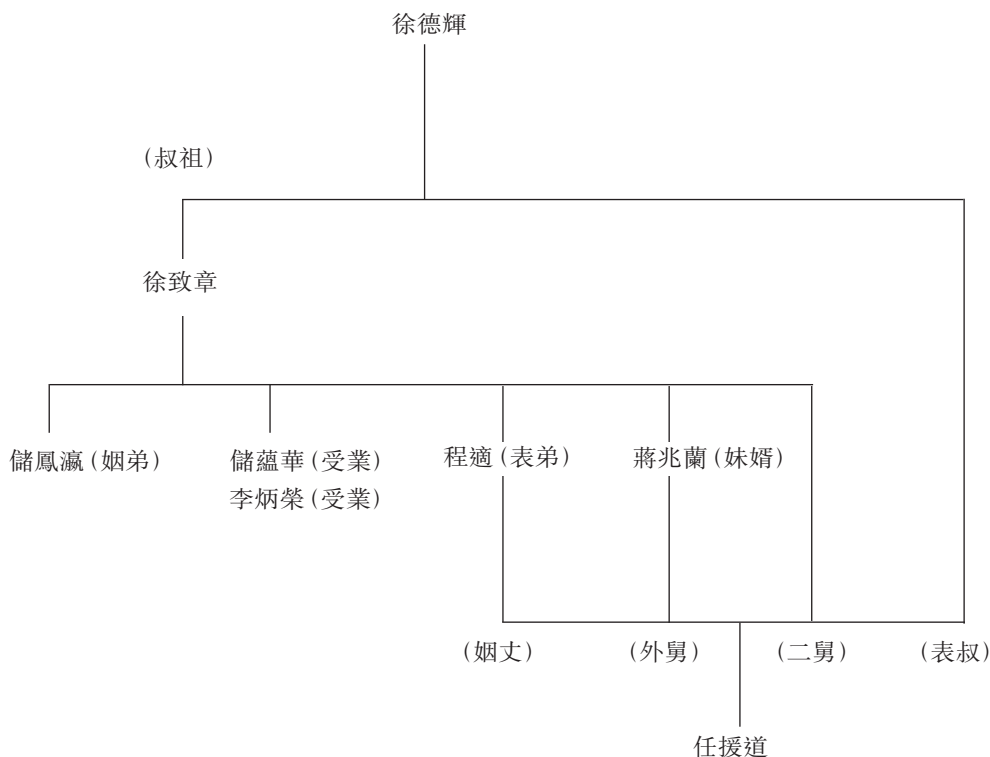 徐德輝
(叔祖)
徐致章
儲鳳瀛(姻弟)
儲蘊華(受業)
李炳榮(受業)
程適(表弟)
蔣兆蘭(妹婿)
(姻丈)
(外舅)
(二舅)
(表叔)
任援道